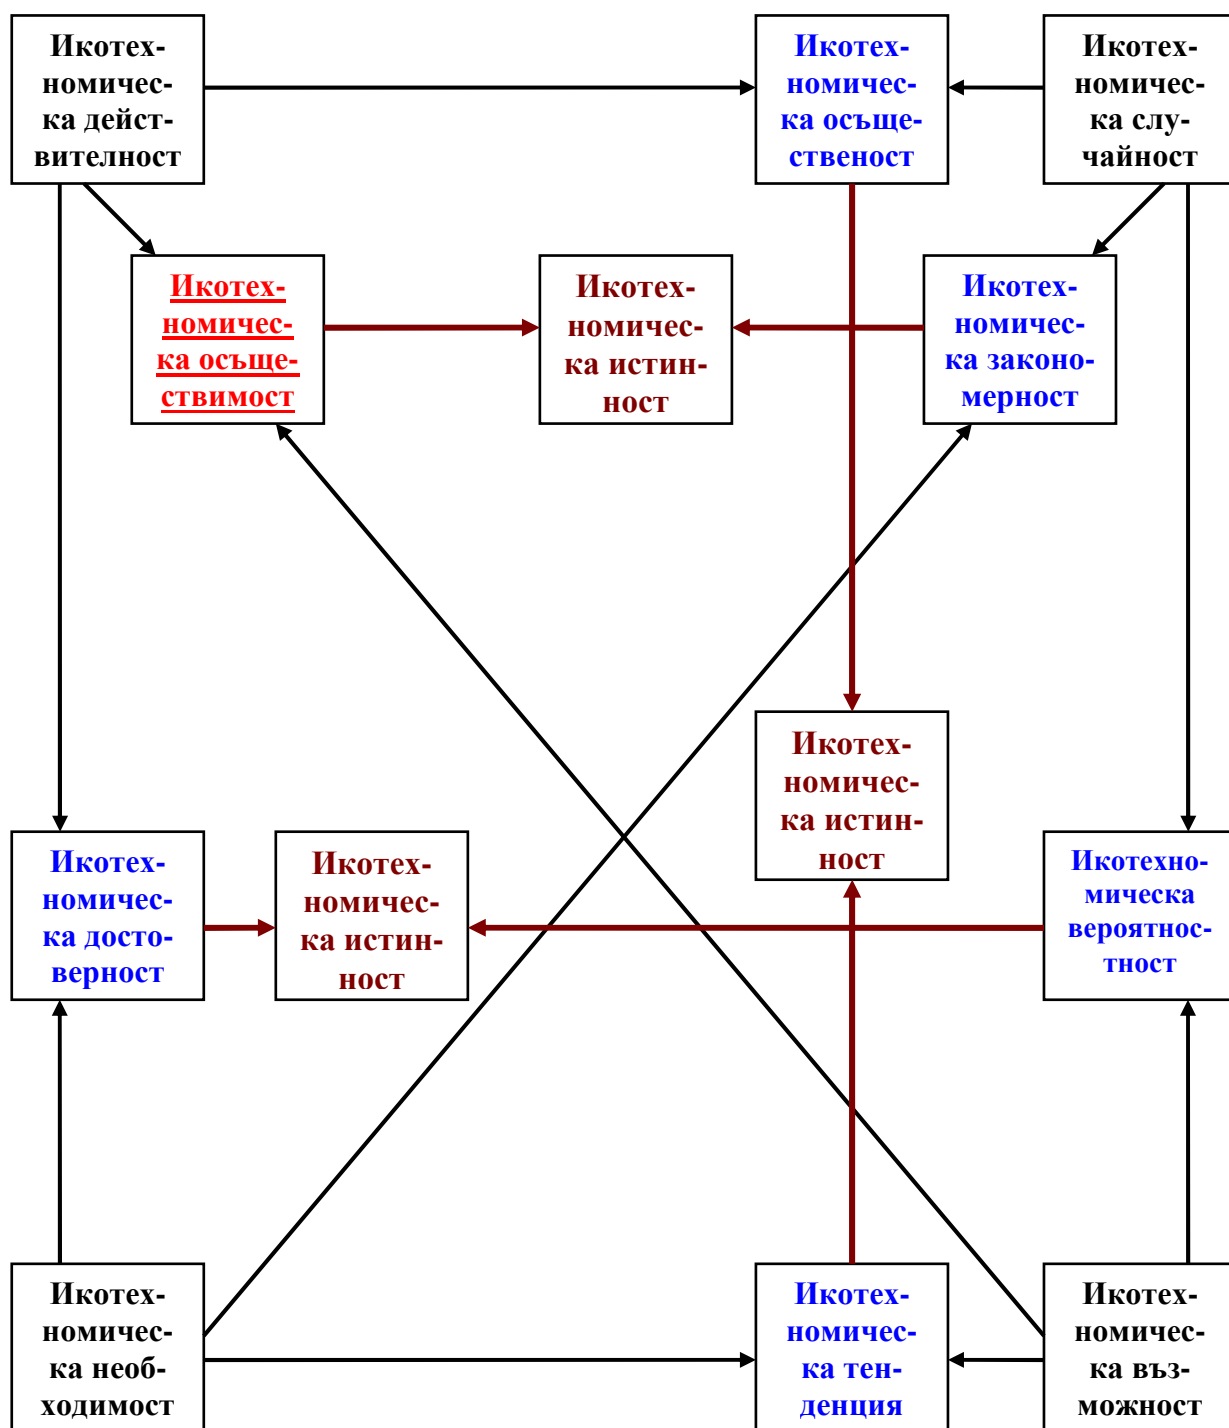 Икотех-
номичес-
ка дейст-
вителност
Икотех-
номичес-
ка осъще-
ственост
Икотех-
номичес-
ка слу-
чайност
Икотех-
номичес-
ка осъще-
ствимост
Икотех-
номичес-
ка истин-
ност
Икотех-
номичес-
ка законо-
мерност
Икотех-
номичес-
ка истин-
ност
Икотех-
номичес-
ка досто-
верност
Икотех-
номичес-
ка истин-
ност
Икотехно-
мическа
вероятнос-
тност
Икотех-
номичес-
ка необ-
ходимост
Икотех-
номичес-
ка тен-
денция
Икотех-
номичес-
ка въз-
можност